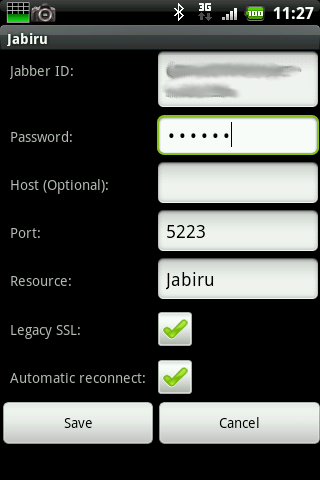 3G 100 11:27
Jabiru
Jabber ID:
Password: ••••••
Host (Optional):
Port: 5223
Resource: Jabiru
Legacy SSL:
Automatic reconnect:
Save Cancel